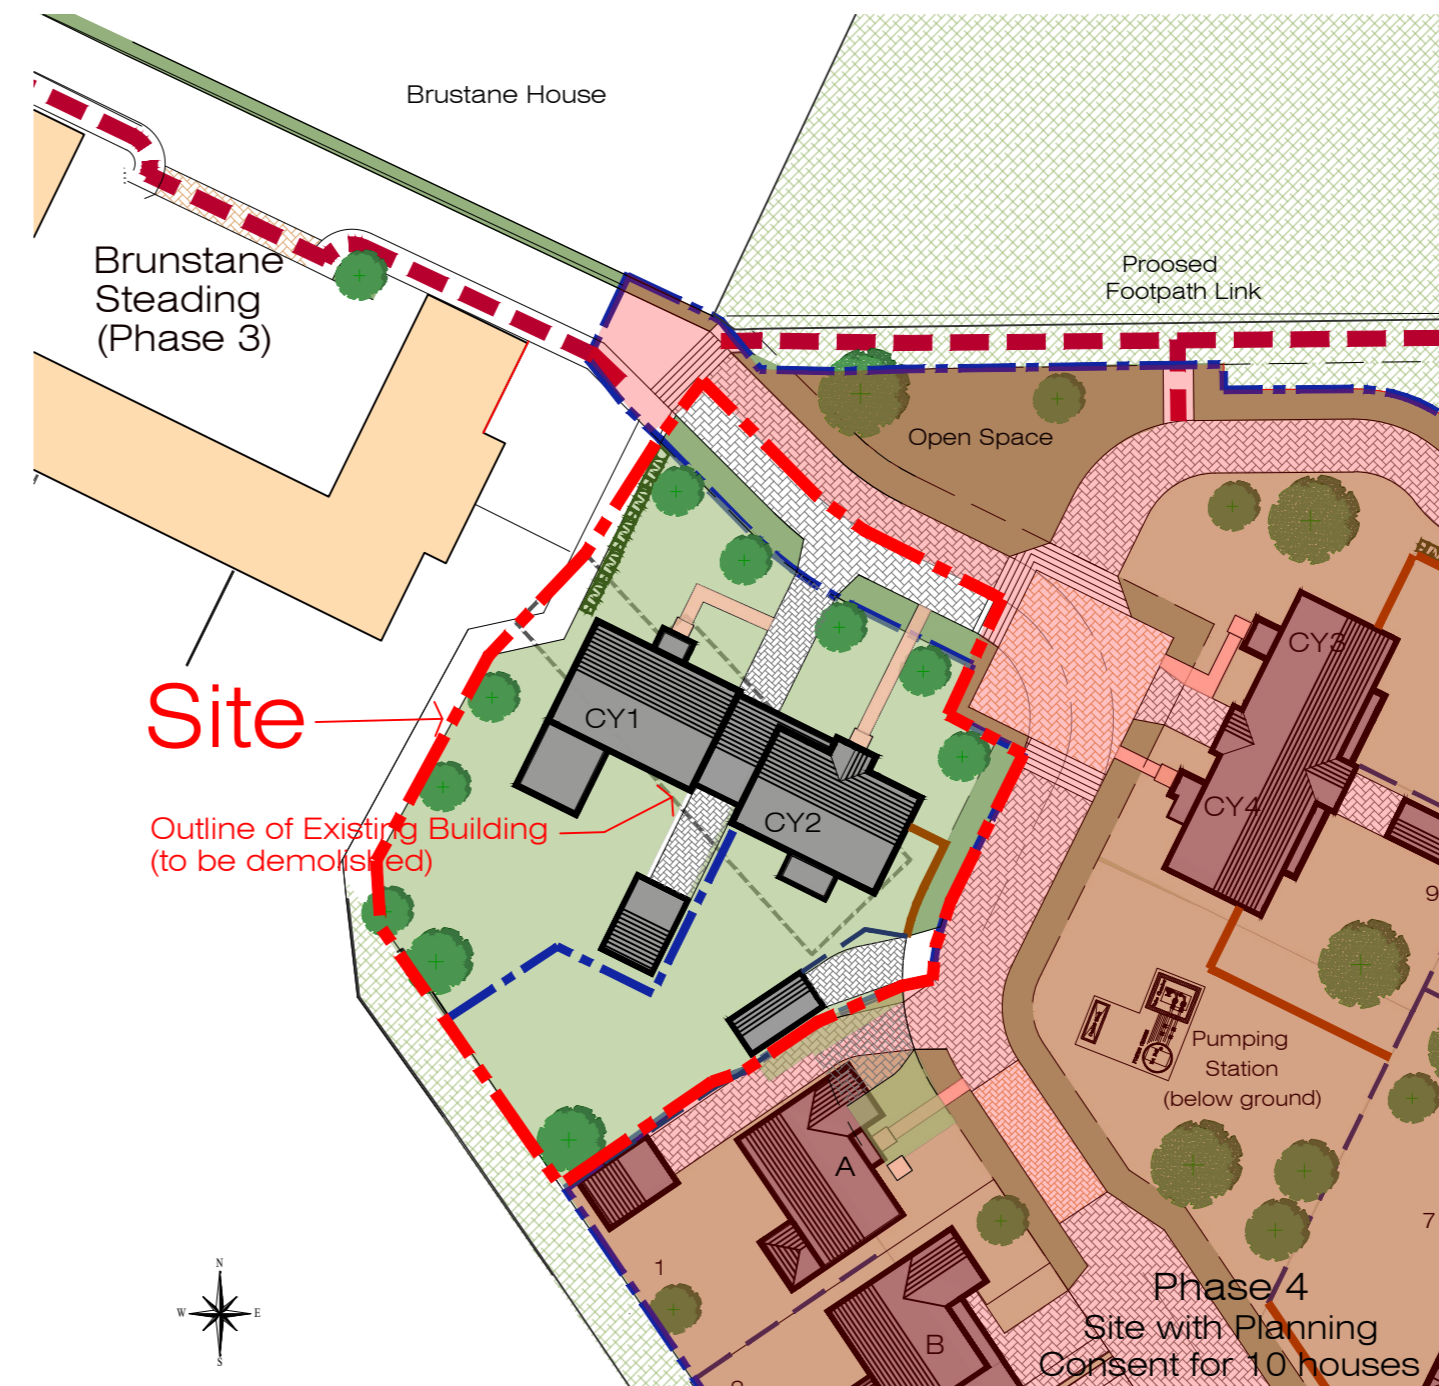 Brustane House
Brunstane
Steading
(Phase 3)
Proosed
Footpath Link
Open Space
Site
CY1
CY2
CY3
CY4
Outline of Existing Building
(to be demolished)
9
Pumping
Station
(below ground)
A
7
1
B
Phase 4
Site with Planning
Consent for 10 houses
N
W
E
S